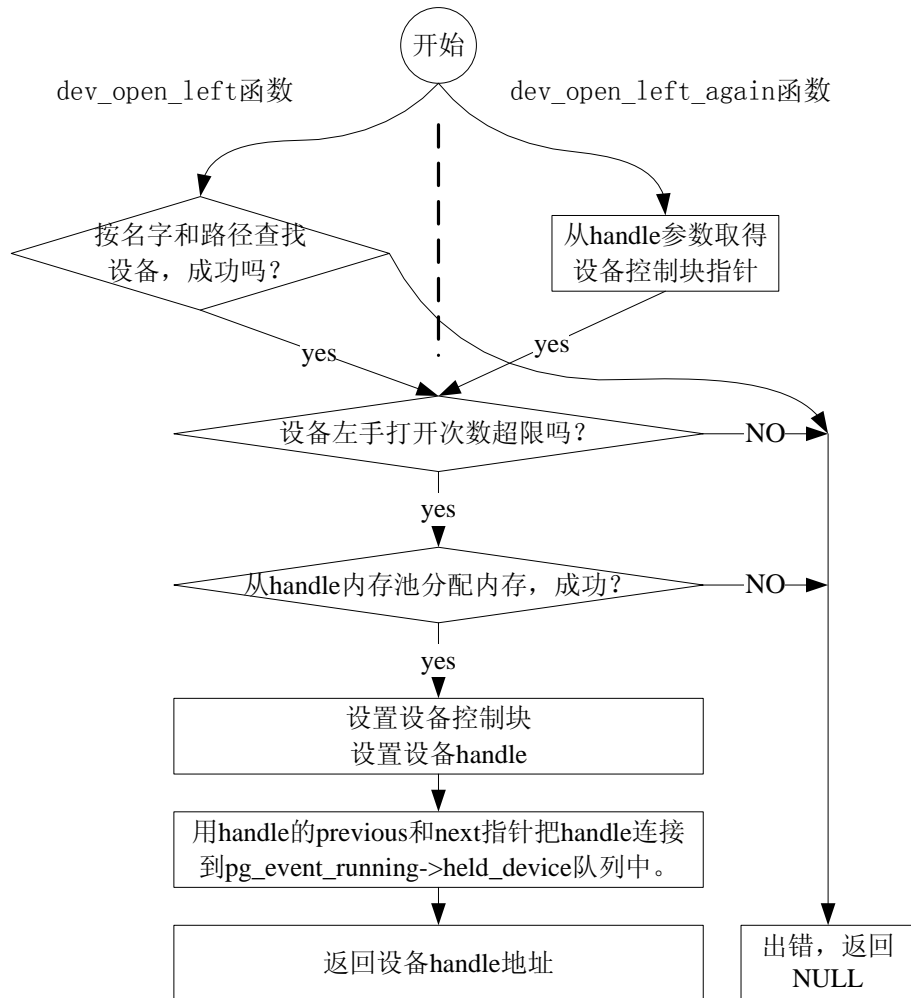 开始
dev_open_left函数
dev_open_left_again函数
按名字和路径查找
设备，成功吗？
从handle参数取得
设备控制块指针
yes
yes
设备左手打开次数超限吗？
NO
yes
从handle内存池分配内存，成功？
NO
yes
设置设备控制块
设置设备handle
用handle的previous和next指针把handle连接
到pg_event_running->held_device队列中。
返回设备handle地址
出错，返回
NULL